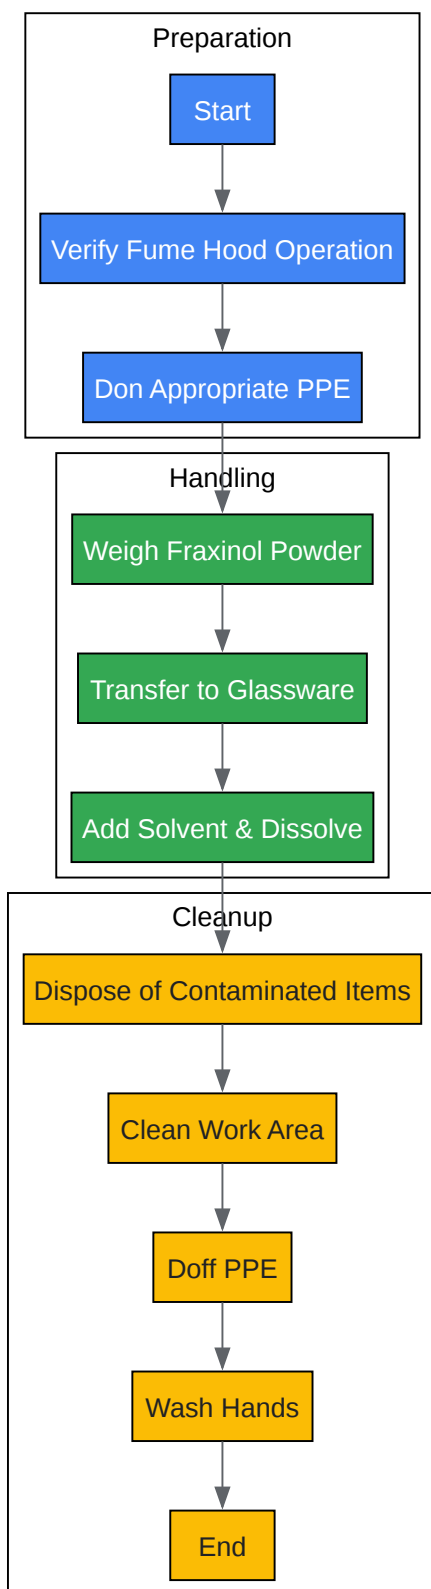 Preparation
Start
Verify Fume Hood Operation
Don Appropriate PPE
Handling
Weigh Fraxinol Powder
Transfer to Glassware
Add Solvent & Dissolve
Cleanup
Dispose of Contaminated Items
Clean Work Area
Doff PPE
Wash Hands
End